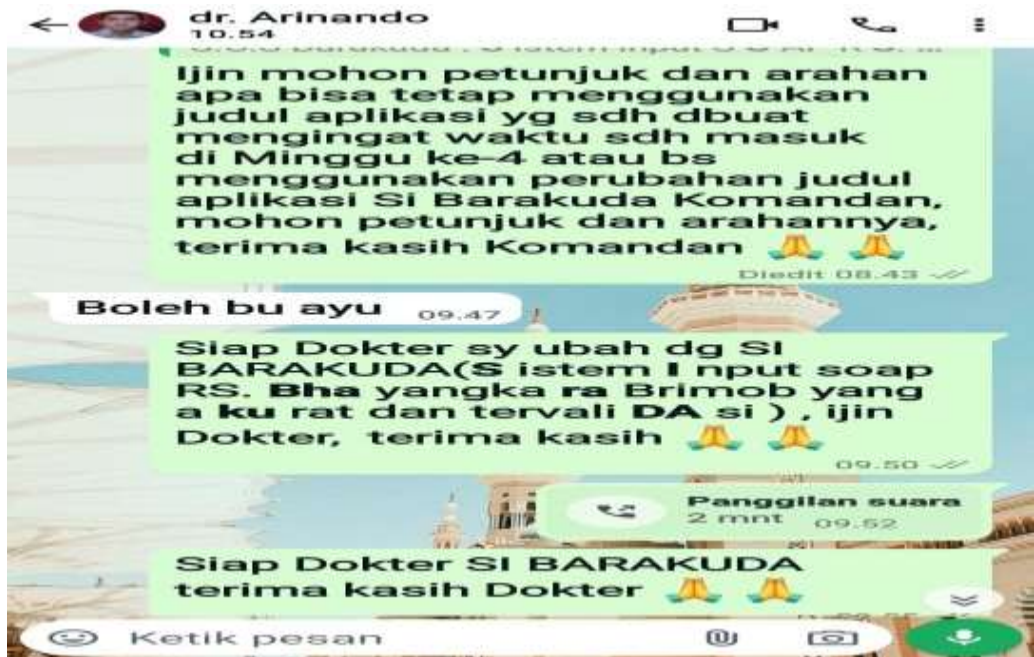 dr. Arinando
10.54
Ijin mohon petunjuk dan arahan
apa bisa tetap menggunakan
judul aplikasi yg sdh dbuat
mengingat waktu sdh masuk
di Minggu ke-4 atau bs
menggunakan perubahan judul
aplikasi Si Barakuda Komandan,
mohon petunjuk dan arahannya,
terima kasih Komandan 🙏 🙏
Diedit 08.43
Boleh bu ayu 09.47
Siap Dokter sy ubah dg SI
BARAKUDA(S istem I nput soap
RS. Bha yangka ra Brimob yang
a ku rat dan tervali DA si ) , ijin
Dokter, terima kasih 🙏 🙏
09.50
Panggilan suara
2 mnt 09.52
Siap Dokter SI BARAKUDA
terima kasih Dokter 🙏 🙏
Ketik pesan